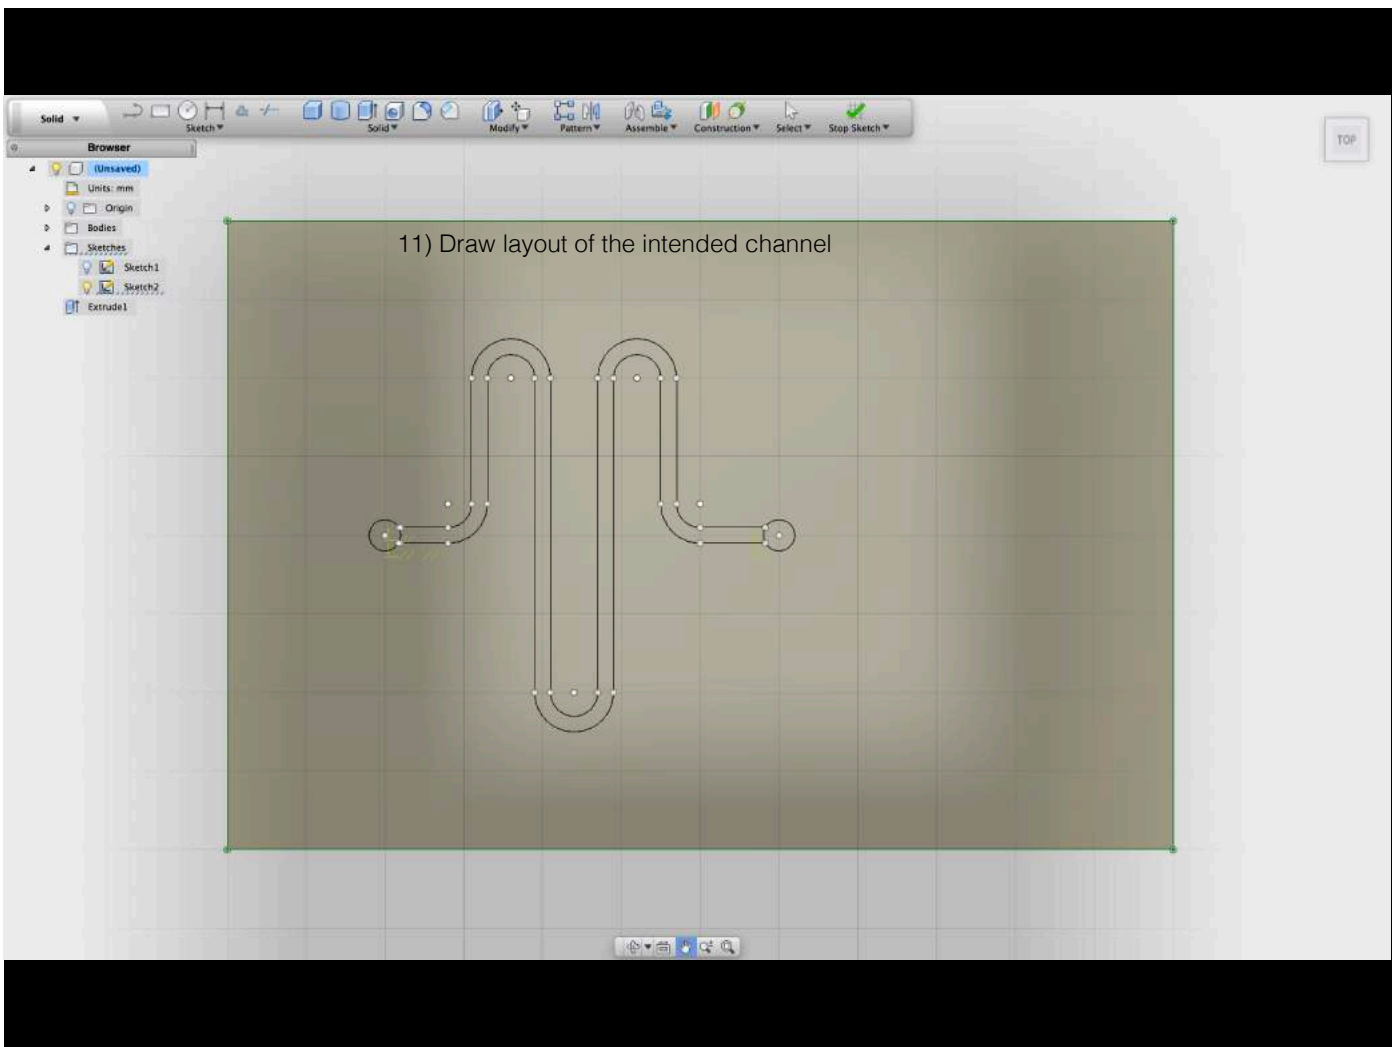 Solid
Sketch
Solid
Modify
Pattern
Assemble
Construction
Select
Stop Sketch
TOP
Browser
(Unsaved)
Units: mm
Origin
Bodies
Sketches
Sketch1
Sketch2
Extrude1
11) Draw layout of the intended channel